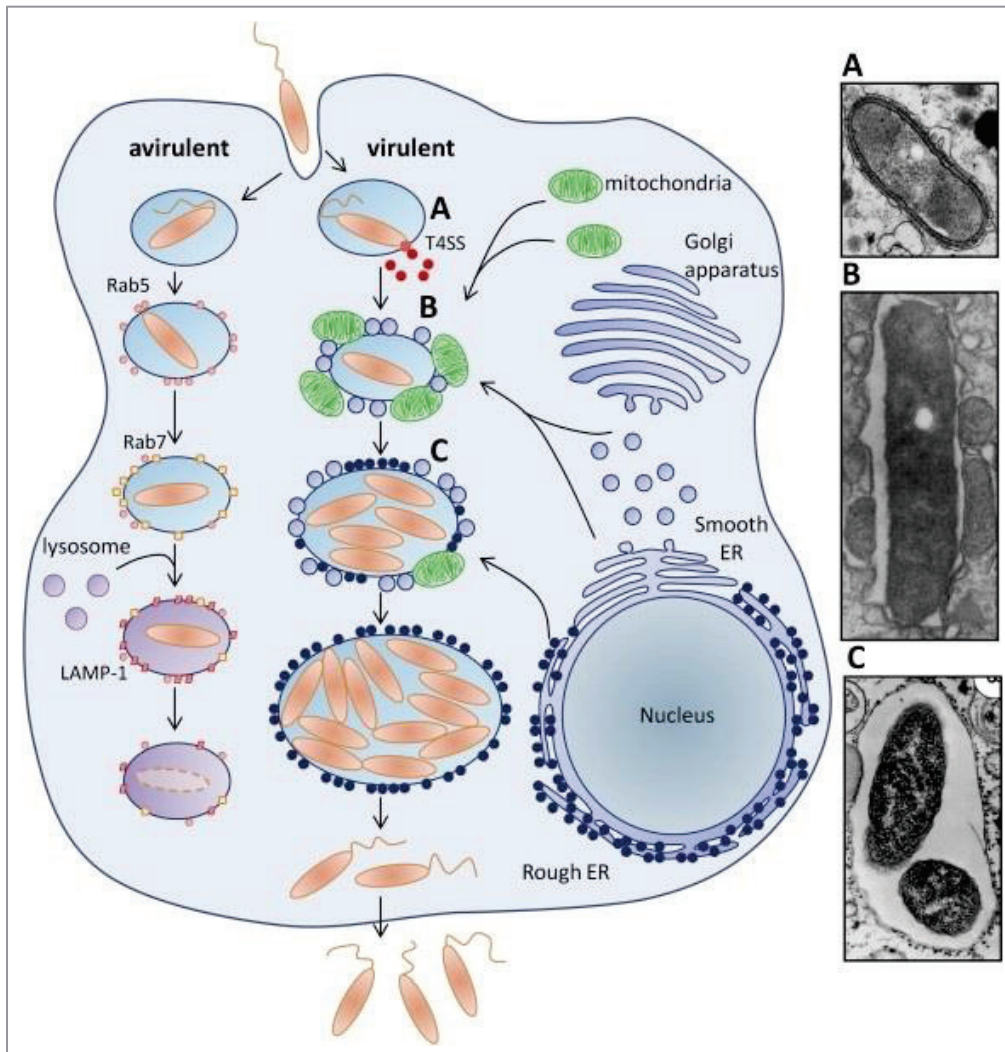 avirulent
virulent
A
T4SS
mitochondria
Golgi
apparatus
Rab5
B
Rab7
C
lysosome
Smooth
ER
LAMP-1
Nucleus
Rough ER
A
B
C